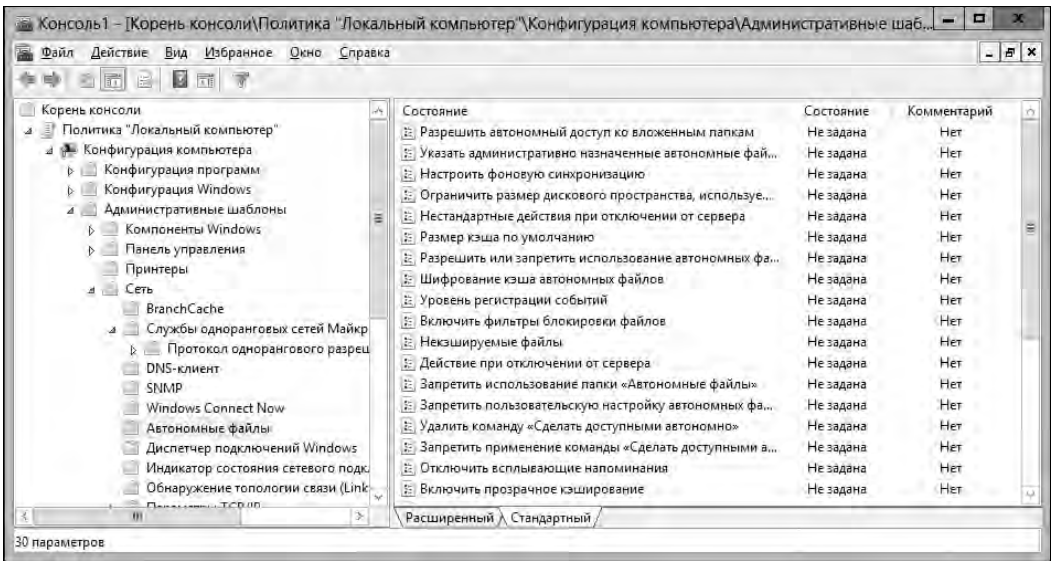 Консоль1 – [Корень консоли\Политика "Локальный компьютер"\Конфигурация компьютера\Административные шаб...
Файл Действие Вид Избранное Окно Справка
Корень консоли
Политика "Локальный компьютер"
Конфигурация компьютера
Конфигурация программ
Конфигурация Windows
Административные шаблоны
Компоненты Windows
Панель управления
Принтеры
Сеть
BranchCache
Службы одноранговых сетей Майкр
Протокол однорангового разреш
DNS-клиент
SNMP
Windows Connect Now
Автономные файлы
Диспетчер подключений Windows
Индикатор состояния сетевого подк.
Обнаружение топологии связи (Link
Параметры TCP/IP
Состояние Состояние Комментарий
Разрешить автономный доступ ко вложенным папкам Не задана Нет
Указать административно назначенные автономные фай... Не задана Нет
Настроить фоновую синхронизацию Не задана Нет
Ограничить размер дискового пространства, используе... Не задана Нет
Нестандартные действия при отключении от сервера Не задана Нет
Размер кэша по умолчанию Не задана Нет
Разрешить или запретить использование автономных фа... Не задана Нет
Шифрование кэша автономных файлов Не задана Нет
Уровень регистрации событий Не задана Нет
Включить фильтры блокировки файлов Не задана Нет
Некэшируемые файлы Не задана Нет
Действие при отключении от сервера Не задана Нет
Запретить использование папки «Автономные файлы» Не задана Нет
Запретить пользовательскую настройку автономных фа... Не задана Нет
Удалить команду «Сделать доступными автономно» Не задана Нет
Запретить применение команды «Сделать доступными а... Не задана Нет
Отключить всплывающие напоминания Не задана Нет
Включить прозрачное кэширование Не задана Нет
Расширенный Стандартный
30 параметров